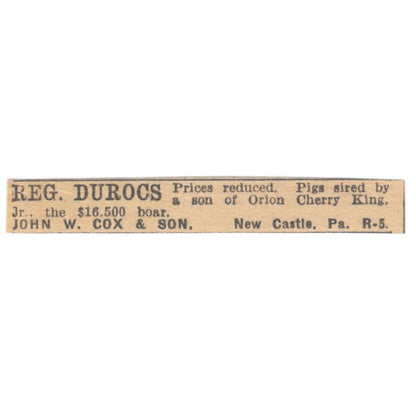 REG. DUROCS Prices reduced. Pigs sired by
a son of Orion Cherry King,
Jr., the $16,500 boar.
JOHN W. COX & SON, New Castle, Pa. R-5.